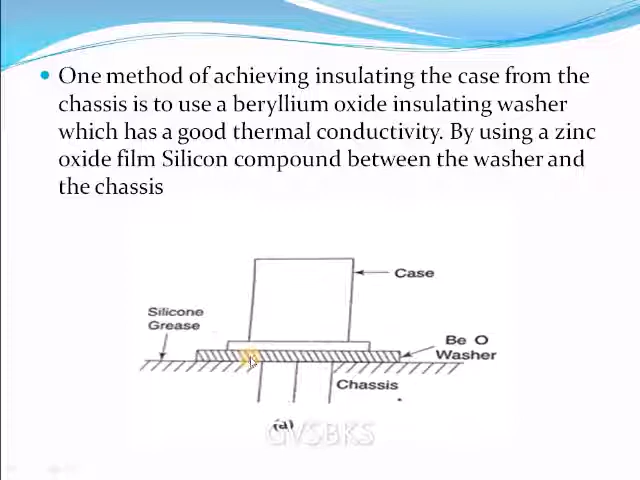 One method of achieving insulating the case from the
chassis is to use a beryllium oxide insulating washer
which has a good thermal conductivity. By using a zinc
oxide film Silicon compound between the washer and
the chassis
Case
Silicone
Grease
Be O
Washer
Chassis
(a)
GVSBKS